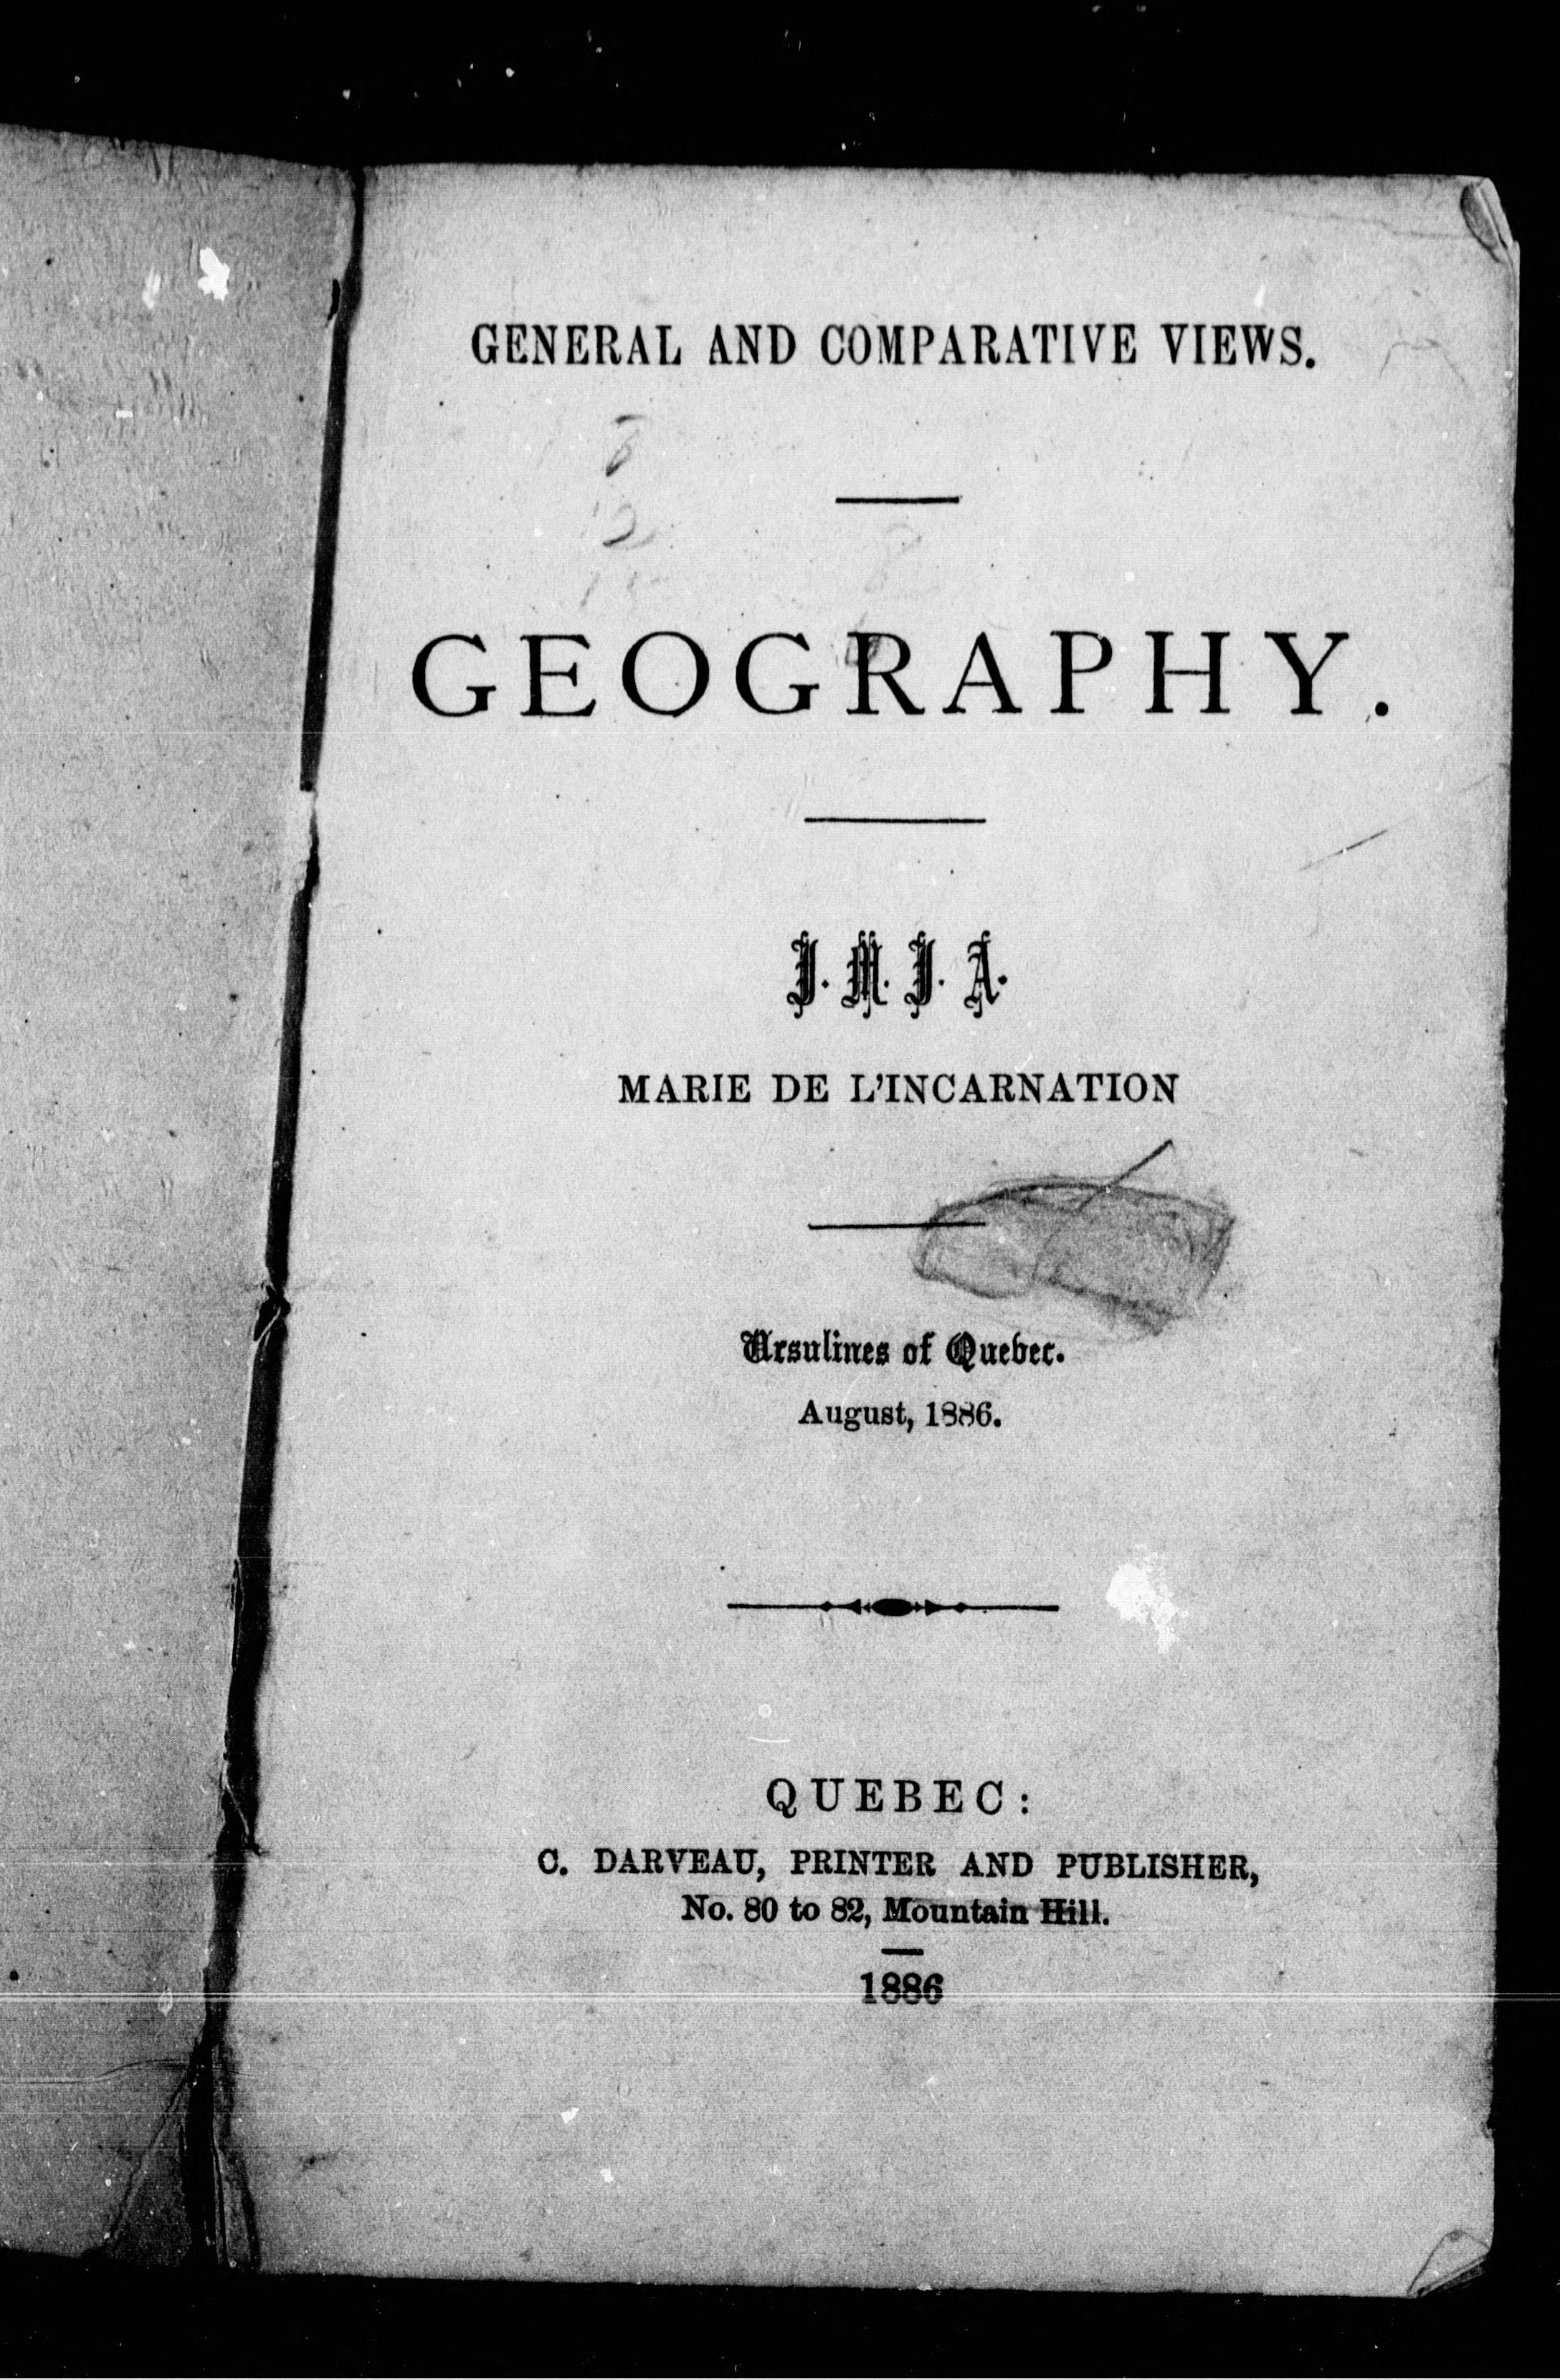 GENERAL AND COMPARATIVE VIEWS.
GEOGRAPHY.
J. M. J. A.
MARIE DE L'INCARNATION
Ursulines of Quebec.
August, 1886.
QUEBEC:
C. DARVEAU, PRINTER AND PUBLISHER,
No. 80 to 82, Mountain Hill.
1886